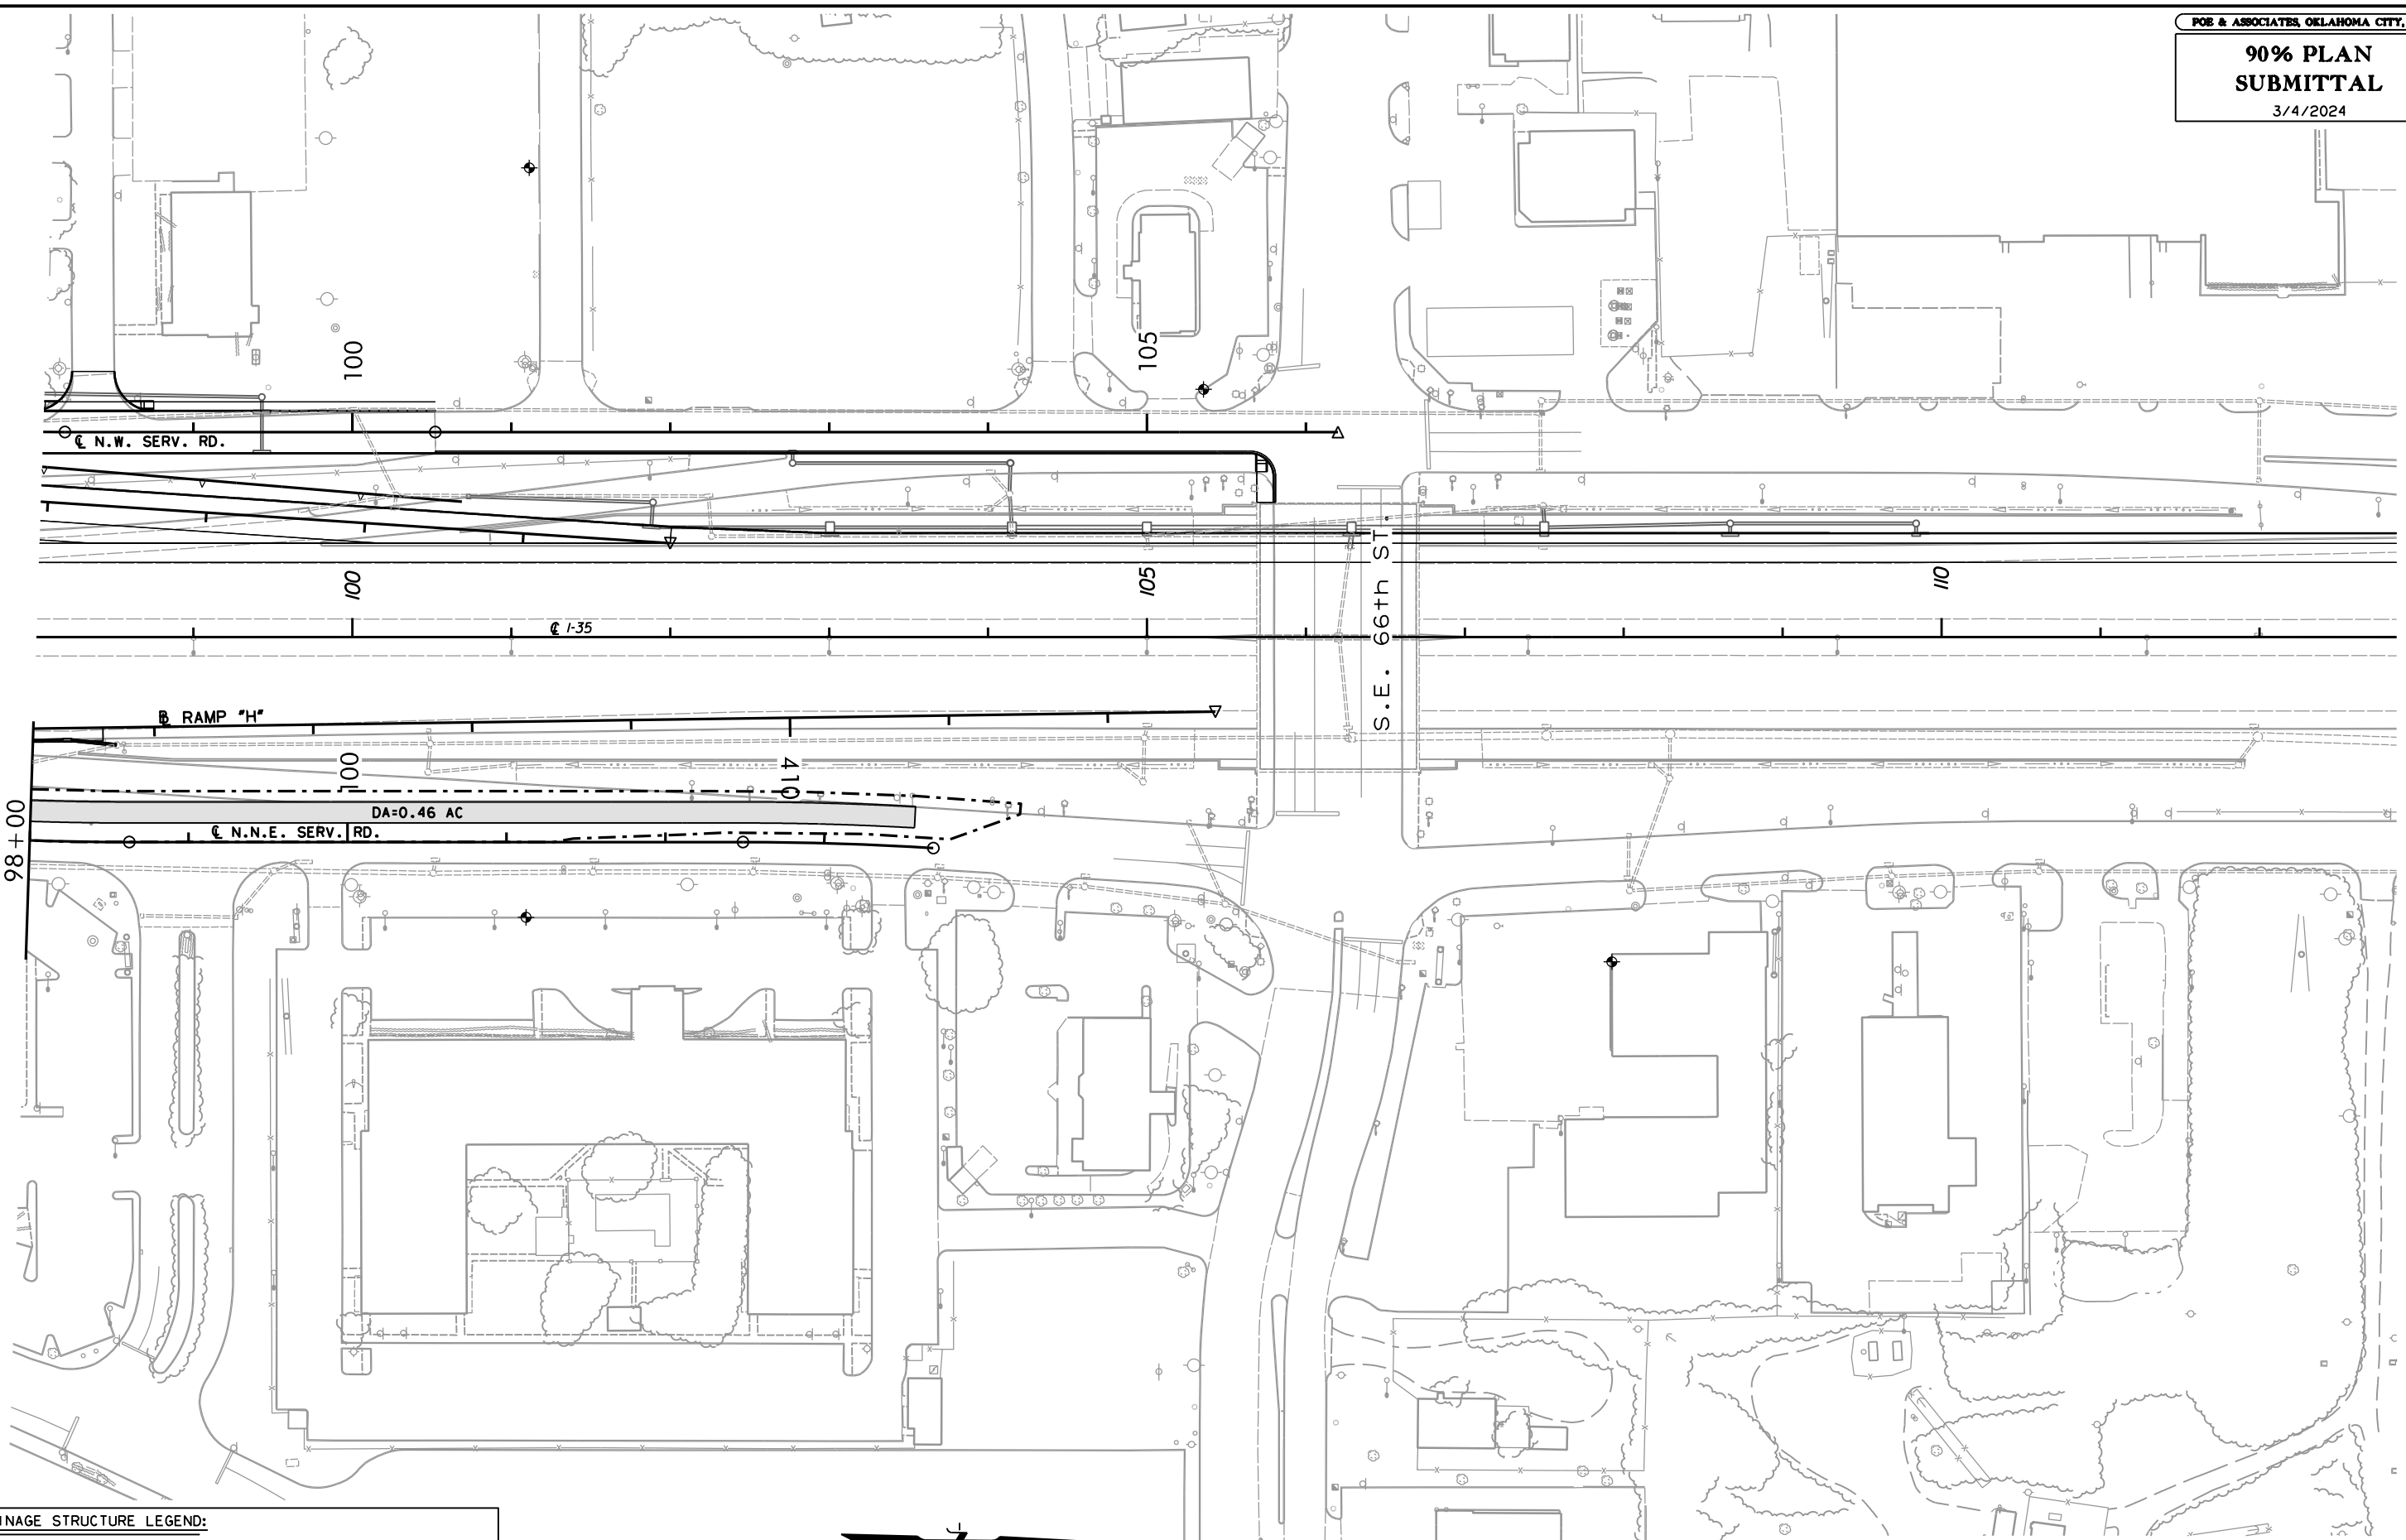 POE & ASSOCIATES, OKLAHOMA CITY,
90% PLAN
SUBMITTAL
3/4/2024
100
105
℄ N.W. SERV. RD.
100
105
110
℄ I-35
S.E. 66th ST.
℄ RAMP "H"
100
410
DA=0.46 AC
℄ N.N.E. SERV. RD.
98+00
INAGE STRUCTURE LEGEND: